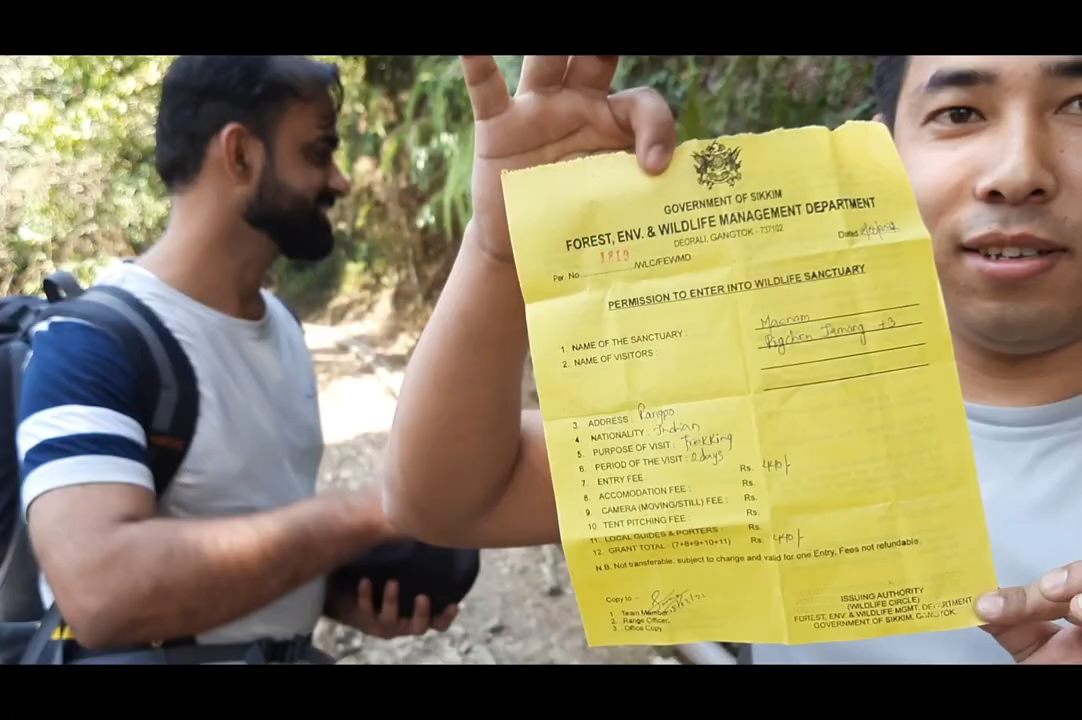 GOVERNMENT OF SIKKIM
FOREST, ENV. & WILDLIFE MANAGEMENT DEPARTMENT
DEORALI, GANGTOK - 737102
Per. No. 1819 /WLC/FEWMD Dated
PERMISSION TO ENTER INTO WILDLIFE SANCTUARY
1. NAME OF THE SANCTUARY : Maenam
2. NAME OF VISITORS : Tamang +3
3. ADDRESS : Rangpo
4. NATIONALITY : Indian
5. PURPOSE OF VISIT : Trekking
6. PERIOD OF THE VISIT : 2 days
7. ENTRY FEE : Rs. 440/-
8. ACCOMODATION FEE : Rs.
9. CAMERA (MOVING/STILL) FEE : Rs.
10 TENT PITCHING FEE : Rs.
11. LOCAL GUIDES & PORTERS : Rs.
12. GRANT TOTAL : (7+8+9+10+11) Rs. 440/-
N.B. Not transferable, subject to change and valid for one Entry, Fees not refundable.
Copy to :-
1. Team Member
2. Range Officer,
3. Office Copy
ISSUING AUTHORITY
(WILDLIFE CIRCLE)
FOREST, ENV. & WILDLIFE MGMT. DEPARTMENT
GOVERNMENT OF SIKKIM, GANGTOK.